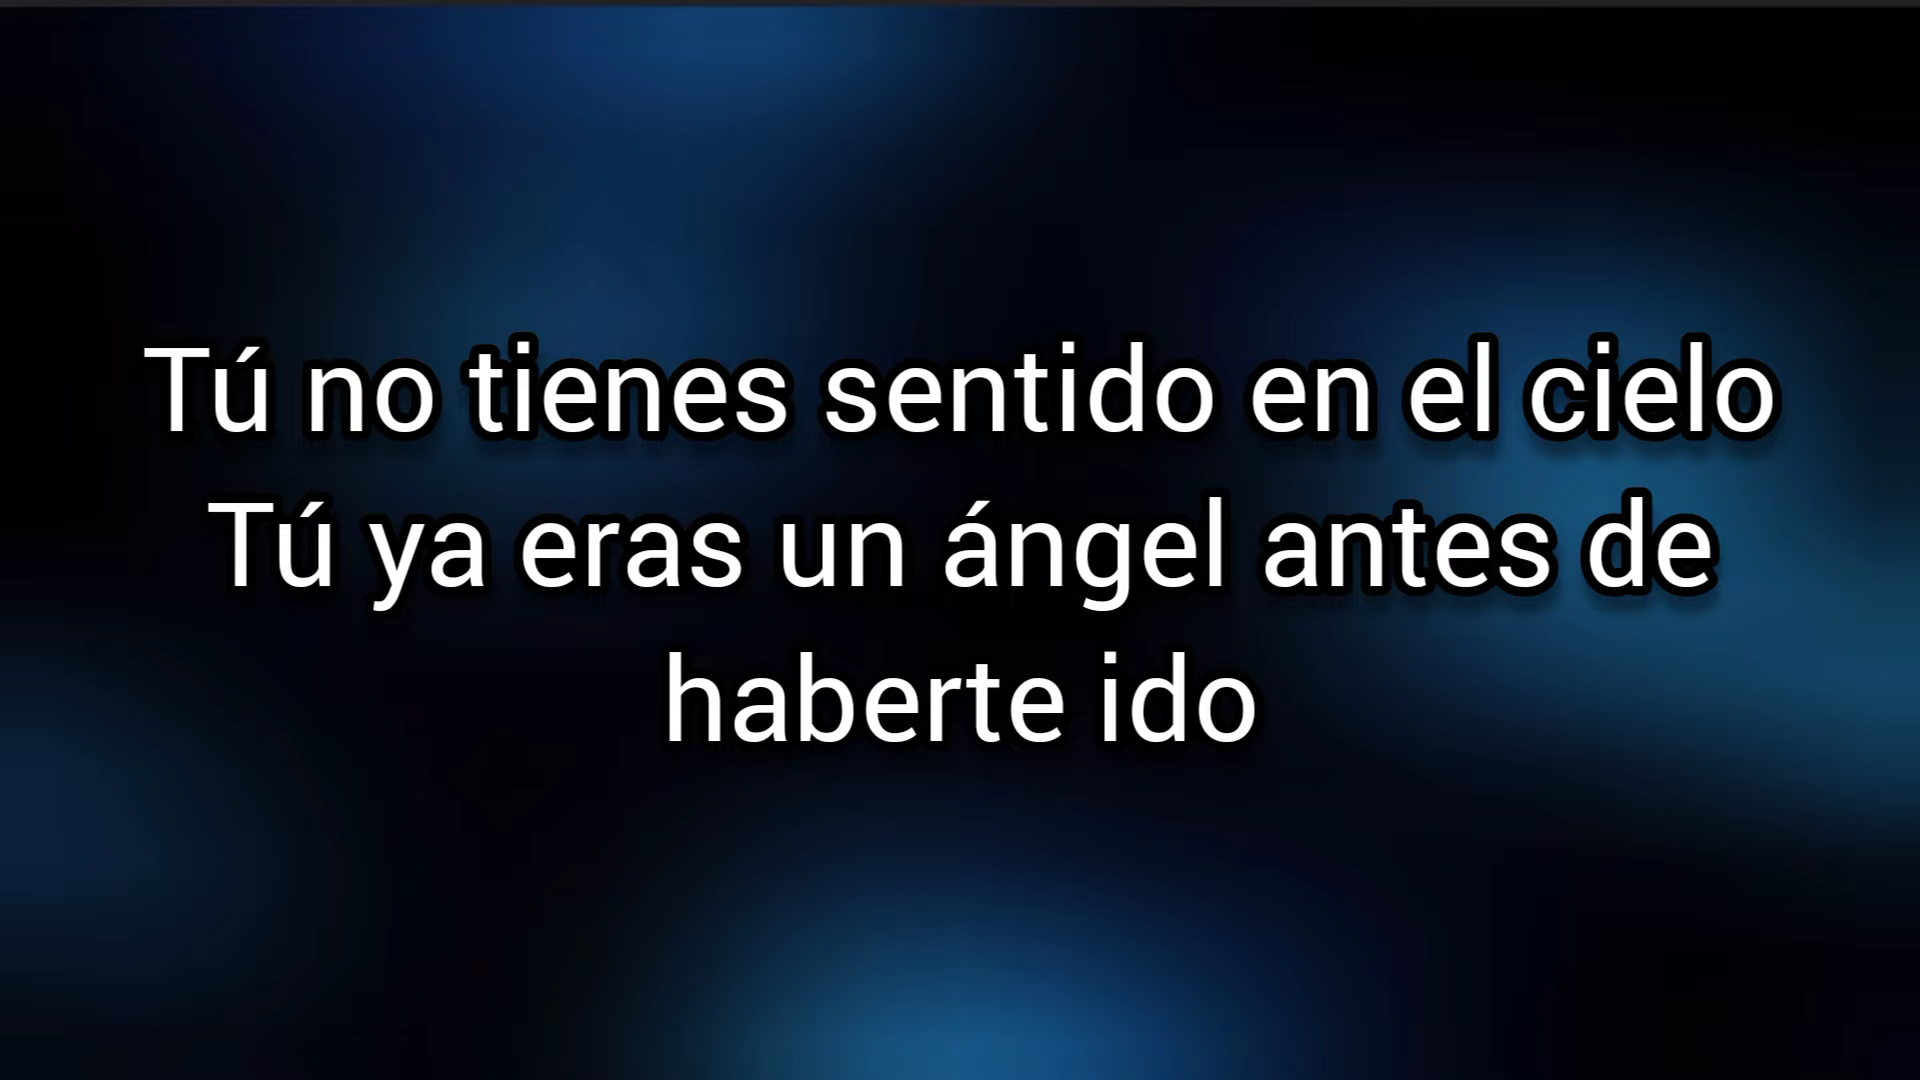 Tú no tienes sentido en el cielo
Tú ya eras un ángel antes de
haberte ido